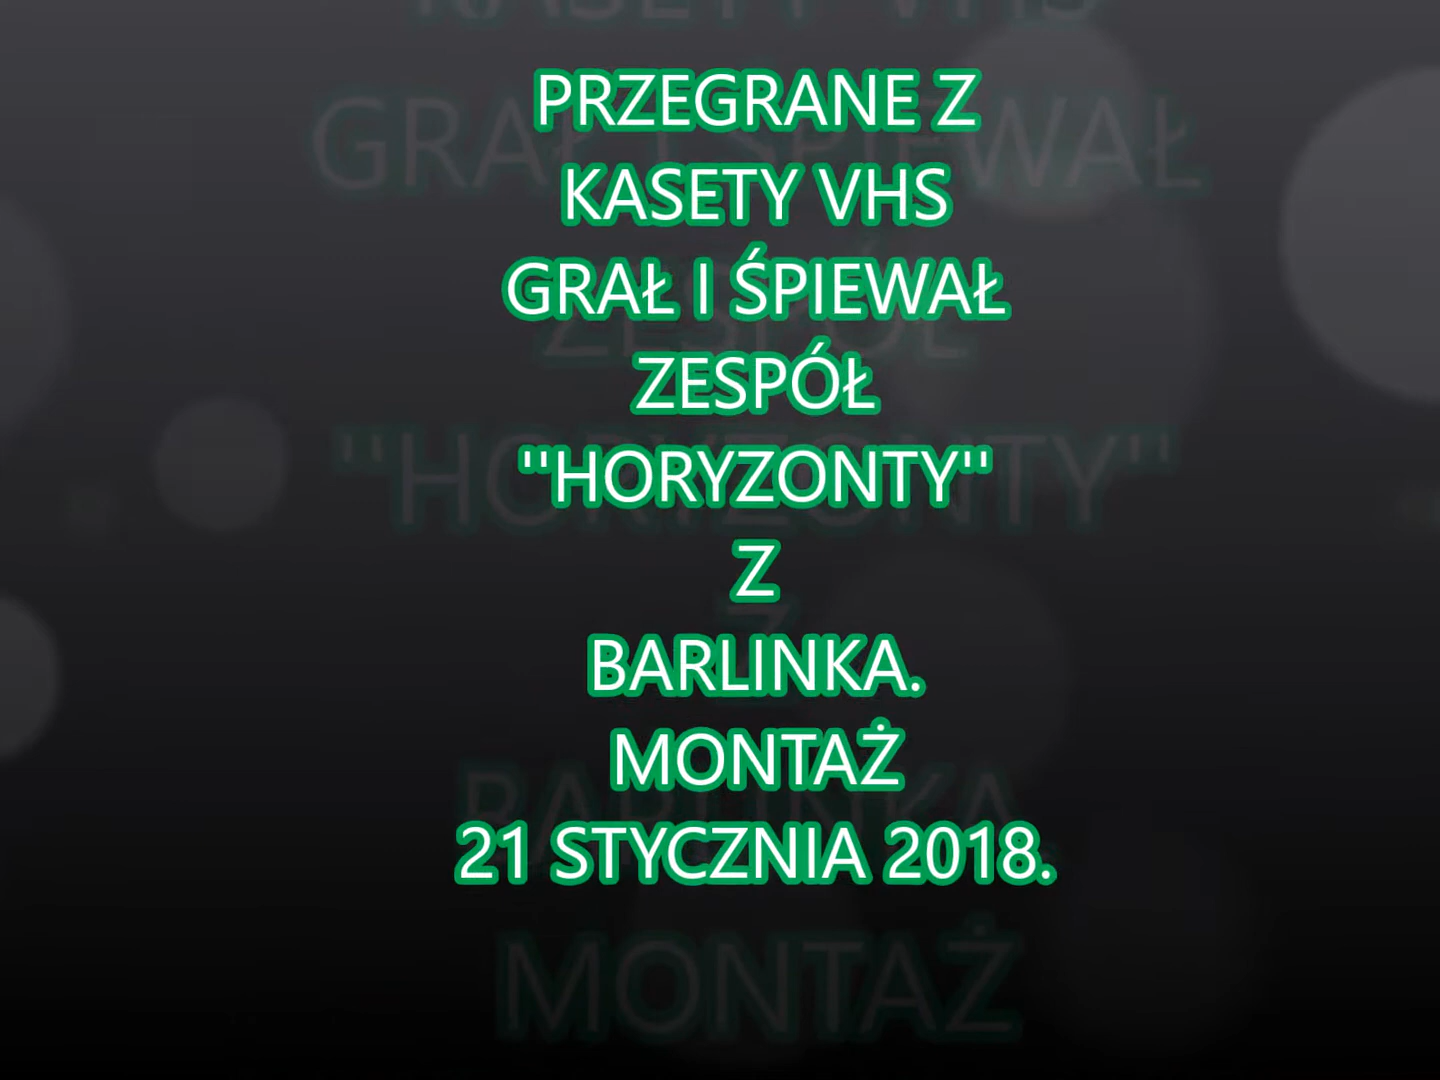 PRZEGRANE Z
KASETY VHS
GRAŁ I ŚPIEWAŁ
ZESPÓŁ
''HORYZONTY''
Z
BARLINKA.
MONTAŻ
21 STYCZNIA 2018.